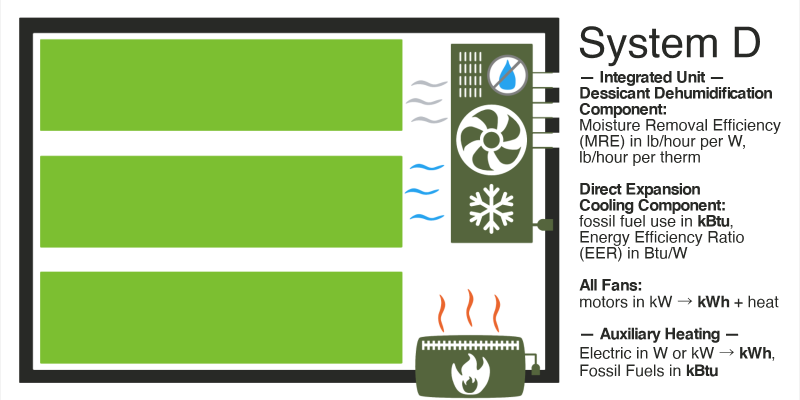 System D
— Integrated Unit —
Dessicant Dehumidification
Component:
Moisture Removal Efficiency
(MRE) in lb/hour per W,
lb/hour per therm
Direct Expansion
Cooling Component:
fossil fuel use in kBtu,
Energy Efficiency Ratio
(EER) in Btu/W
All Fans:
motors in kW → kWh + heat
— Auxiliary Heating —
Electric in W or kW → kWh,
Fossil Fuels in kBtu